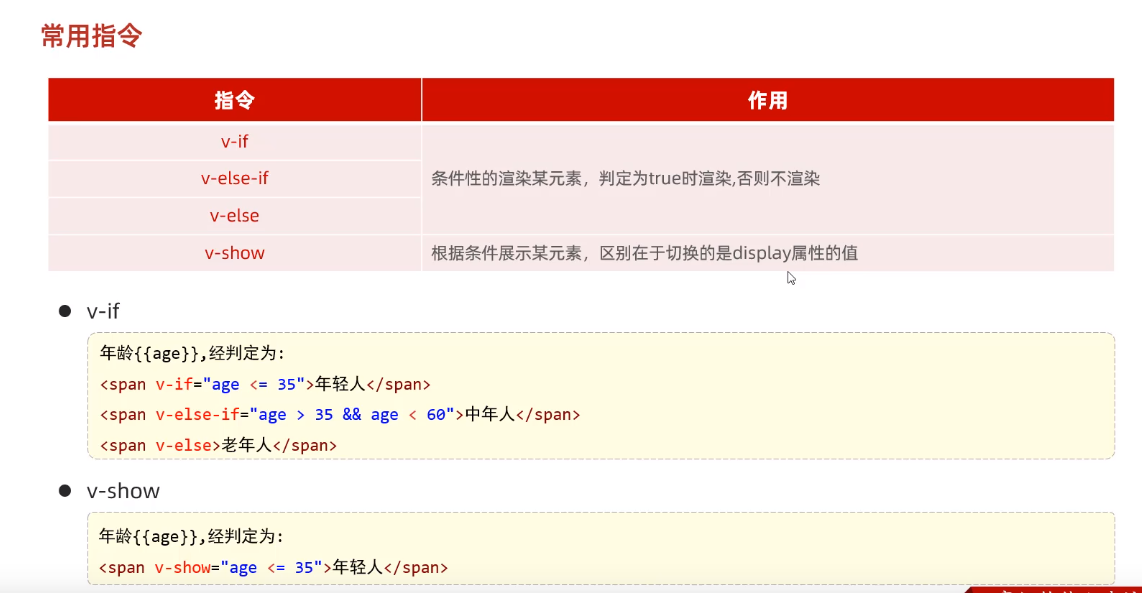 常用指令
指令
作用
v-if
v-else-if
条件性的渲染某元素，判定为true时渲染,否则不渲染
v-else
v-show
根据条件展示某元素，区别在于切换的是display属性的值
● v-if
年龄{{age}},经判定为:
<span v-if="age <= 35">年轻人</span>
<span v-else-if="age > 35 && age < 60">中年人</span>
<span v-else>老年人</span>
● v-show
年龄{{age}},经判定为:
<span v-show="age <= 35">年轻人</span>